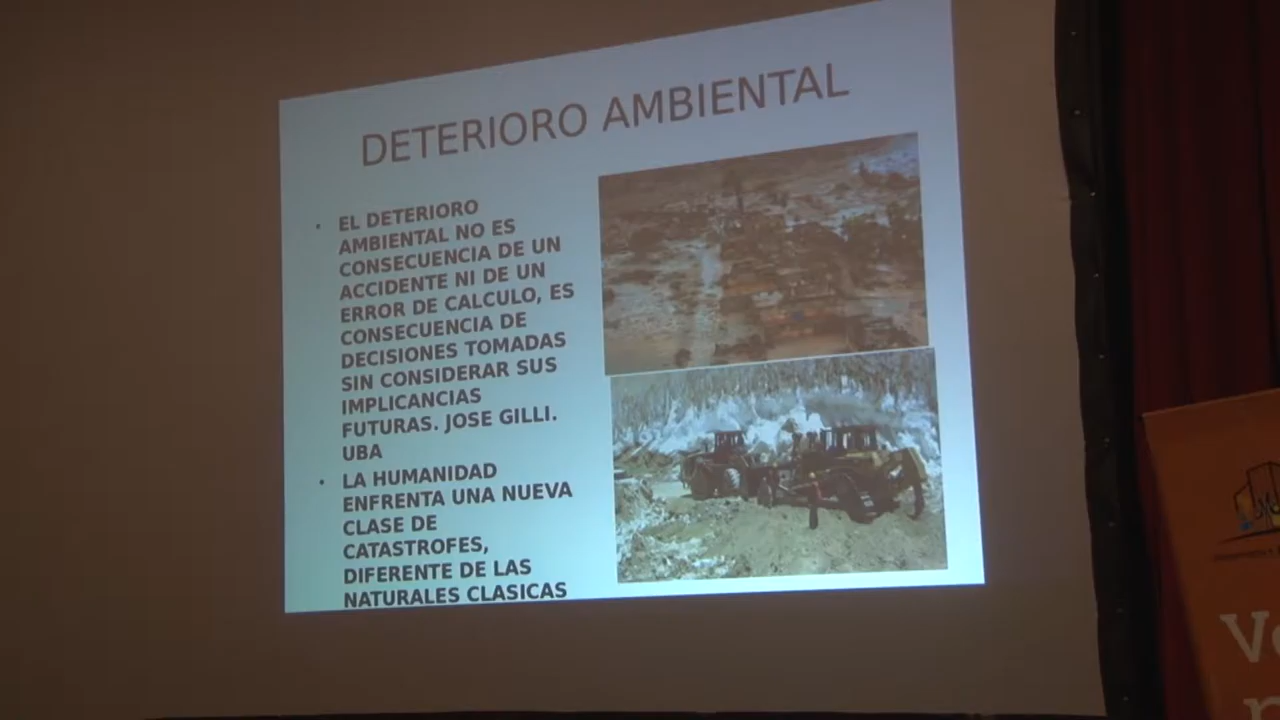 DETERIORO AMBIENTAL
• EL DETERIORO
AMBIENTAL NO ES
CONSECUENCIA DE UN
ACCIDENTE NI DE UN
ERROR DE CALCULO, ES
CONSECUENCIA DE
DECISIONES TOMADAS
SIN CONSIDERAR SUS
IMPLICANCIAS
FUTURAS. JOSE GILLI.
UBA
• LA HUMANIDAD
ENFRENTA UNA NUEVA
CLASE DE
CATASTROFES,
DIFERENTE DE LAS
NATURALES CLASICAS